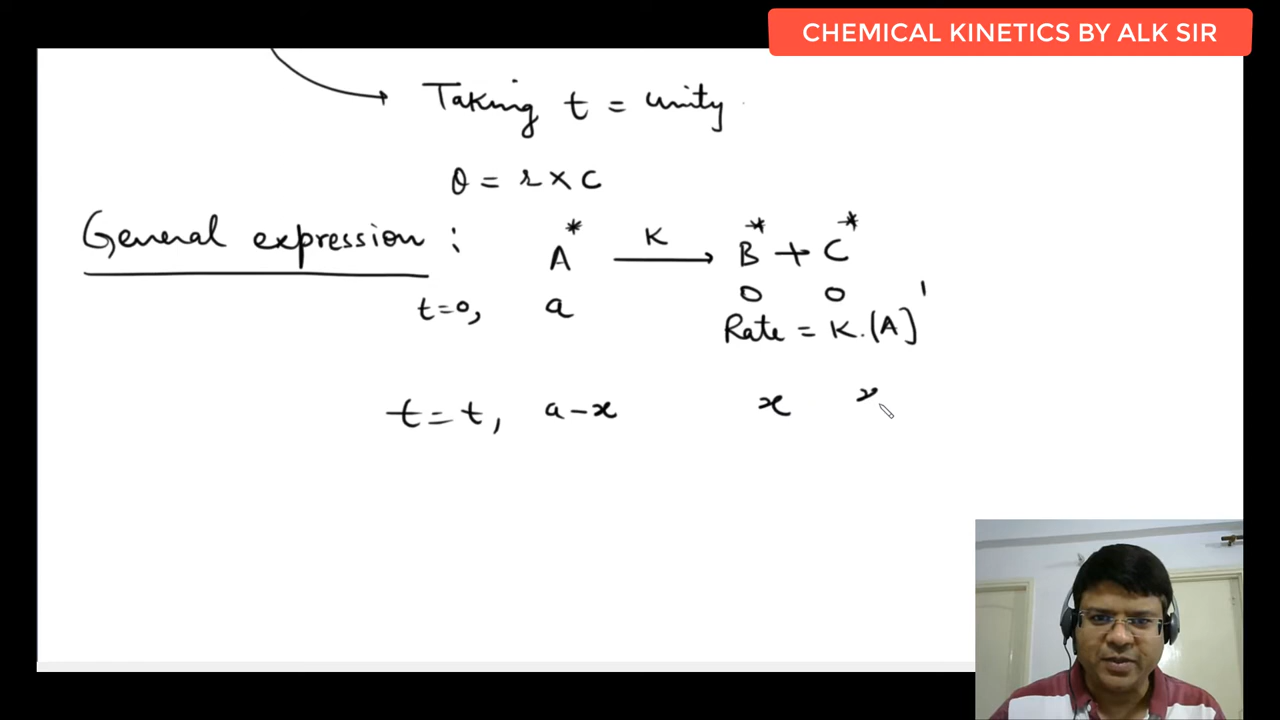 CHEMICAL KINETICS BY ALK SIR
Taking t = unity
θ = r × C
General expression : A* K B* + C*
t=0, a 0 0
Rate = K.(A]¹
t = t, a - x x x